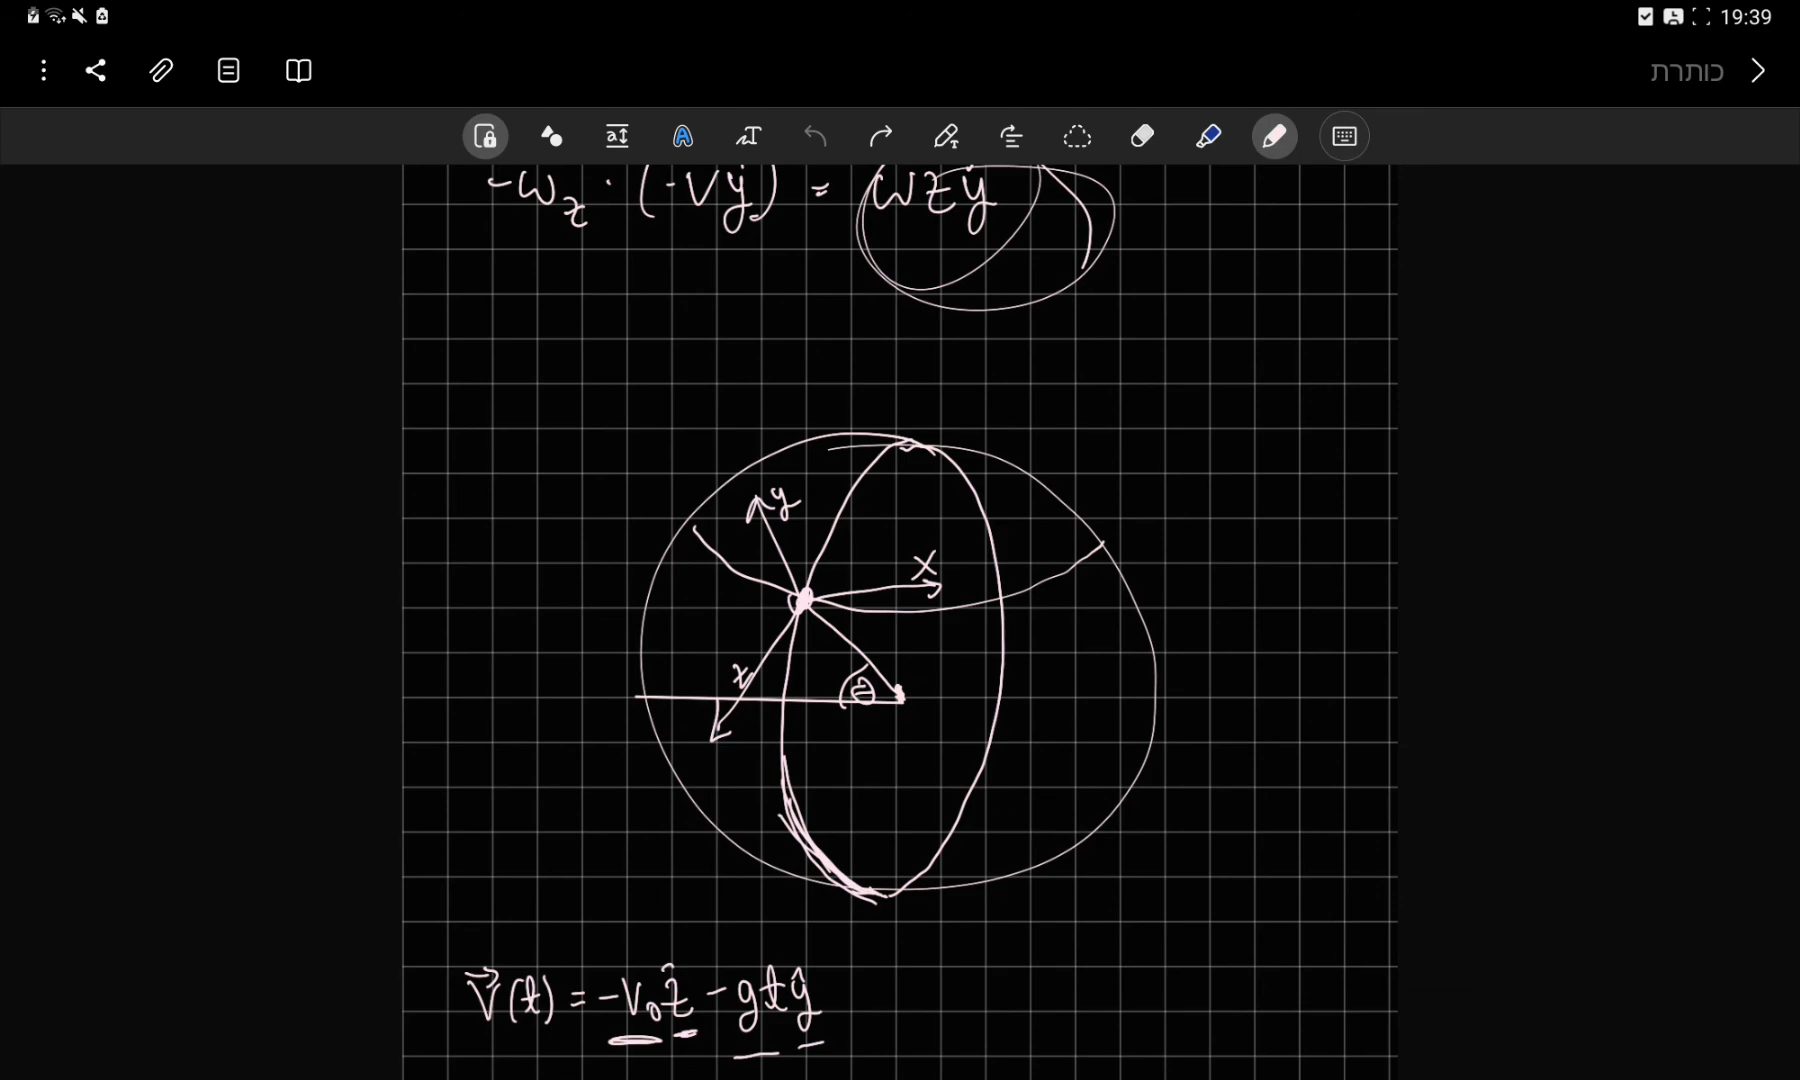 19:39
כותרת
-ω_z · (-Vŷ) = ωzŷ
y
X
z
θ
V⃗(t) = -V₀ẑ - gtŷ